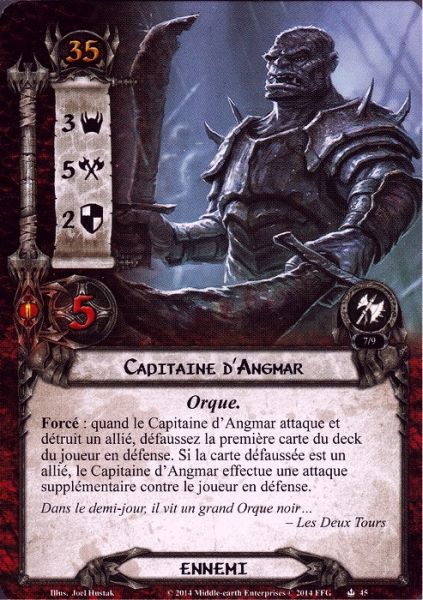 35
3
5
2
5
7/9
Capitaine d'Angmar
Orque.
Forcé : quand le Capitaine d'Angmar attaque et
détruit un allié, défaussez la première carte du deck
du joueur en défense. Si la carte défaussée est un
allié, le Capitaine d'Angmar effectue une attaque
supplémentaire contre le joueur en défense.
Dans le demi-jour, il vit un grand Orque noir…
– Les Deux Tours
ENNEMI
Illus. Joel Hustak © 2014 Middle-earth Enterprises © 2014 FFG 45